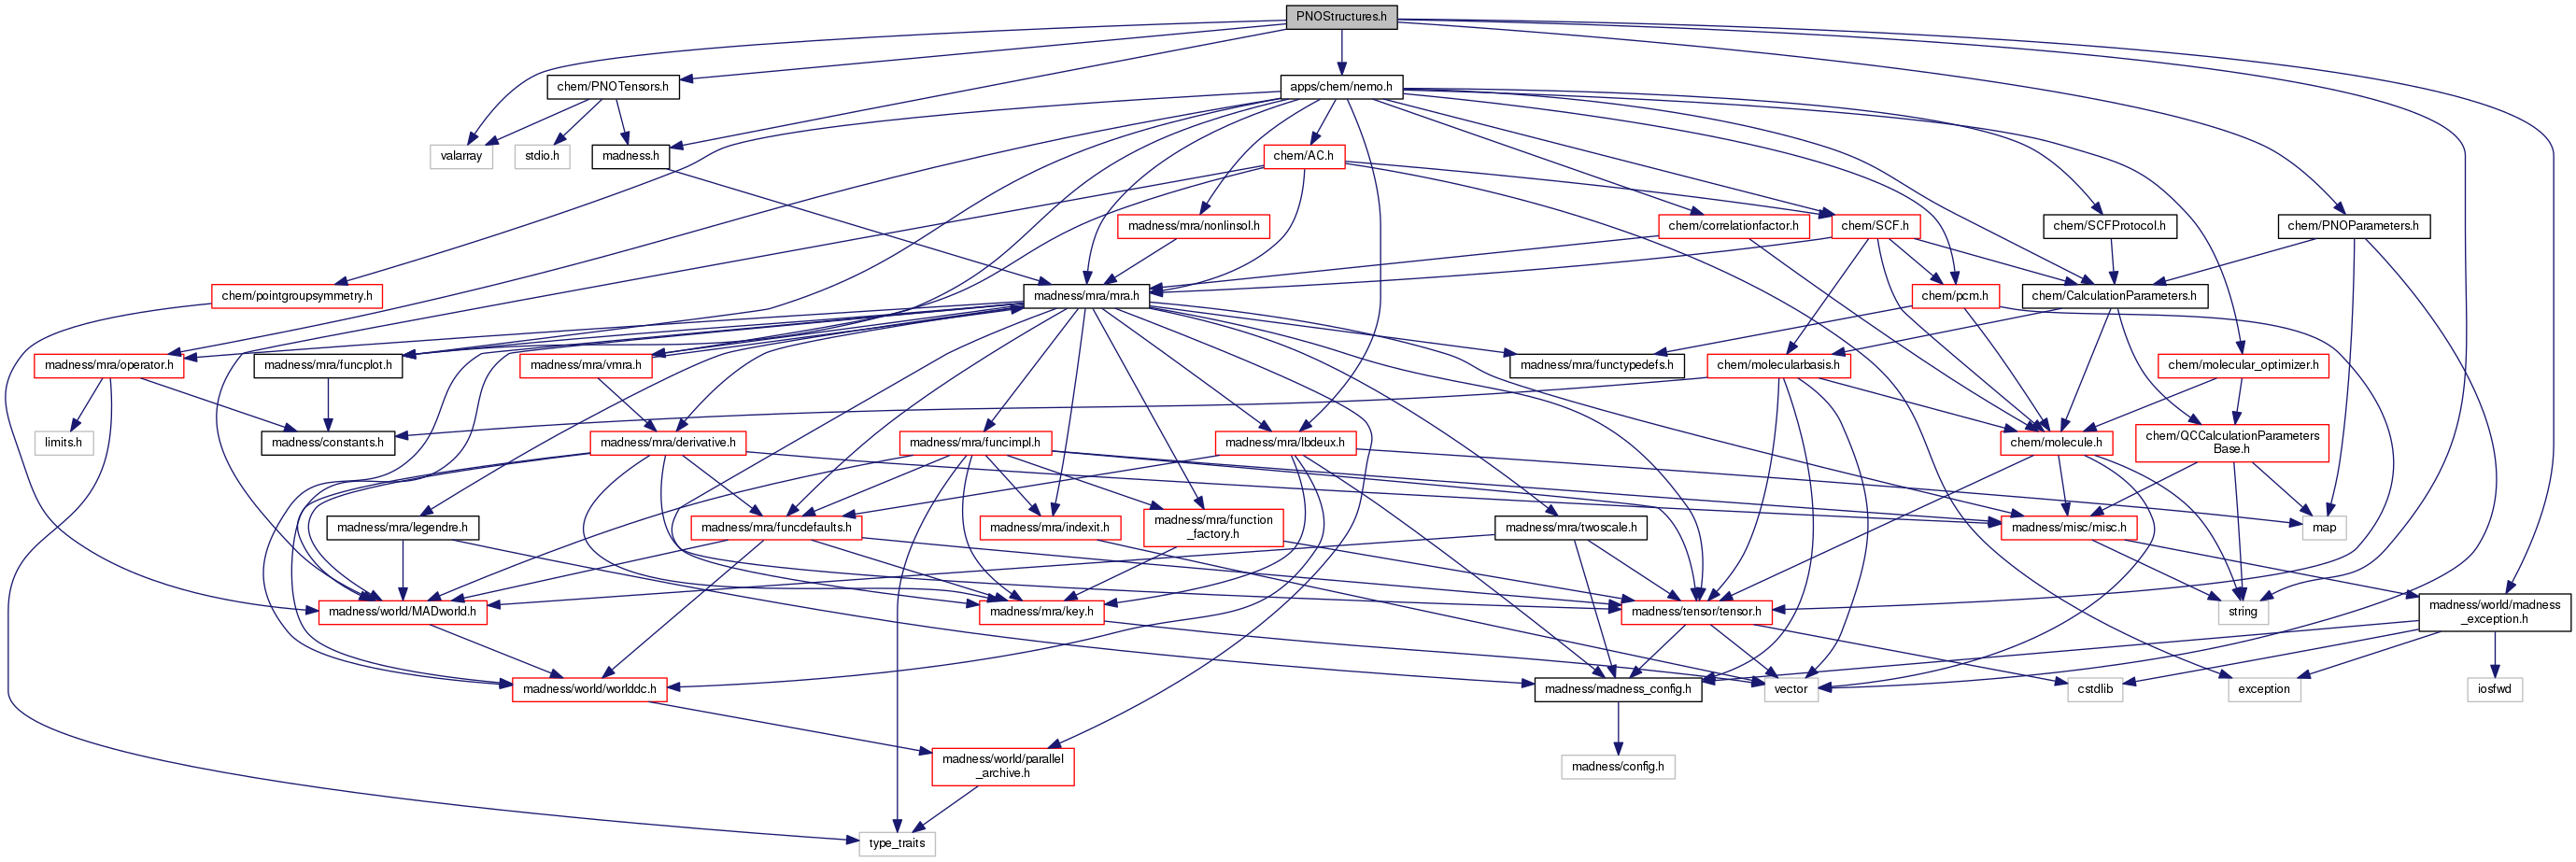 PNOStructures.h
chem/PNOTensors.h
apps/chem/nemo.h
valarray
stdio.h
madness.h
chem/AC.h
madness/mra/nonlinsol.h
chem/correlationfactor.h
chem/SCF.h
chem/SCFProtocol.h
chem/PNOParameters.h
chem/pointgroupsymmetry.h
madness/mra/mra.h
chem/pcm.h
chem/CalculationParameters.h
madness/mra/operator.h
madness/mra/funcplot.h
madness/mra/vmra.h
madness/mra/functypedefs.h
chem/molecularbasis.h
chem/molecular_optimizer.h
limits.h
madness/constants.h
madness/mra/derivative.h
madness/mra/funcimpl.h
madness/mra/lbdeux.h
chem/molecule.h
chem/QCCalculationParameters
Base.h
madness/mra/legendre.h
madness/mra/funcdefaults.h
madness/mra/indexit.h
madness/mra/function
_factory.h
madness/mra/twoscale.h
madness/misc/misc.h
map
madness/world/MADworld.h
madness/mra/key.h
madness/tensor/tensor.h
string
madness/world/madness
_exception.h
madness/world/worlddc.h
madness/madness_config.h
vector
cstdlib
exception
iosfwd
madness/world/parallel
_archive.h
madness/config.h
type_traits